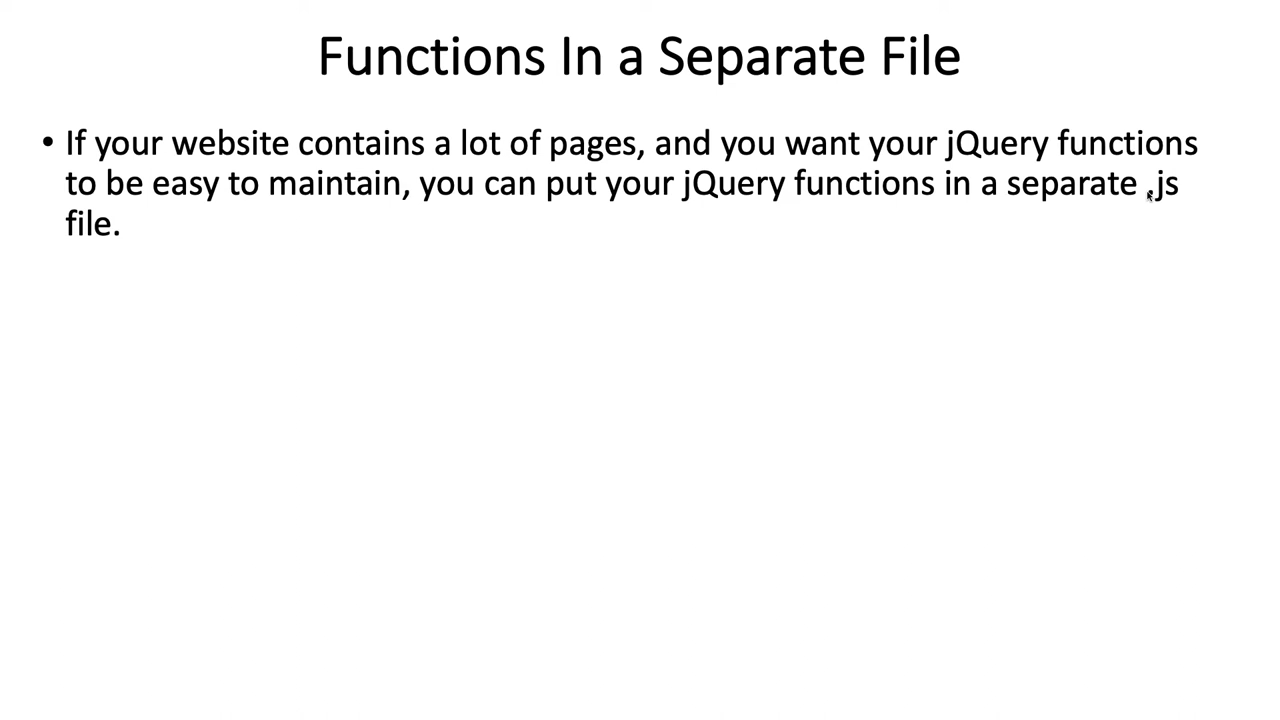 Functions In a Separate File
• If your website contains a lot of pages, and you want your jQuery functions
to be easy to maintain, you can put your jQuery functions in a separate .js
file.